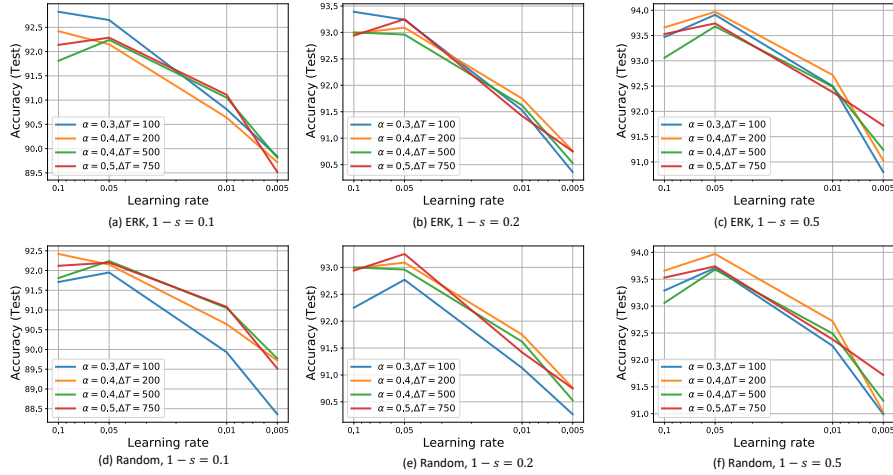 Accuracy (Test)
92.5
92.0
91.5
91.0
90.5
90.0
89.5
α = 0.3,ΔT = 100
α = 0.4,ΔT = 200
α = 0.4,ΔT = 500
α = 0.5,ΔT = 750
0.1 0.05 0.01 0.005
Learning rate
(a) ERK, 1 − s = 0.1
Accuracy (Test)
93.5
93.0
92.5
92.0
91.5
91.0
90.5
α = 0.3,ΔT = 100
α = 0.4,ΔT = 200
α = 0.4,ΔT = 500
α = 0.5,ΔT = 750
0.1 0.05 0.01 0.005
Learning rate
(b) ERK, 1 − s = 0.2
Accuracy (Test)
94.0
93.5
93.0
92.5
92.0
91.5
91.0
α = 0.3,ΔT = 100
α = 0.4,ΔT = 200
α = 0.4,ΔT = 500
α = 0.5,ΔT = 750
0.1 0.05 0.01 0.005
Learning rate
(c) ERK, 1 − s = 0.5
Accuracy (Test)
92.5
92.0
91.5
91.0
90.5
90.0
89.5
89.0
88.5
α = 0.3,ΔT = 100
α = 0.4,ΔT = 200
α = 0.4,ΔT = 500
α = 0.5,ΔT = 750
0.1 0.05 0.01 0.005
Learning rate
(d) Random, 1 − s = 0.1
Accuracy (Test)
93.0
92.5
92.0
91.5
91.0
90.5
α = 0.3,ΔT = 100
α = 0.4,ΔT = 200
α = 0.4,ΔT = 500
α = 0.5,ΔT = 750
0.1 0.05 0.01 0.005
Learning rate
(e) Random, 1 − s = 0.2
Accuracy (Test)
94.0
93.5
93.0
92.5
92.0
91.5
91.0
α = 0.3,ΔT = 100
α = 0.4,ΔT = 200
α = 0.4,ΔT = 500
α = 0.5,ΔT = 750
0.1 0.05 0.01 0.005
Learning rate
(f) Random, 1 − s = 0.5